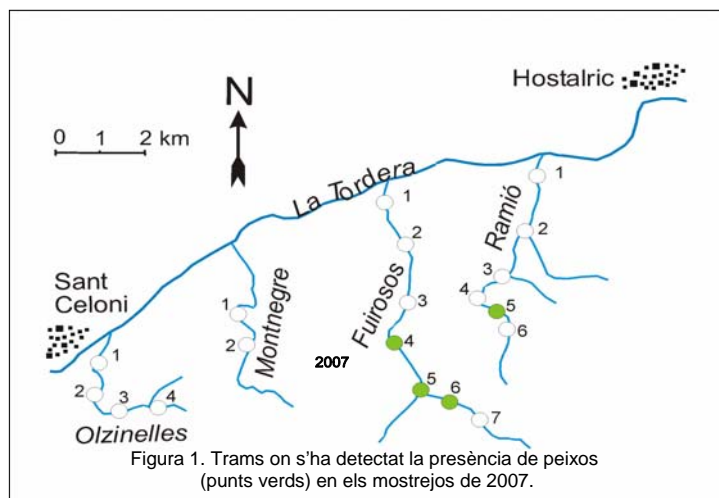 Hostalric
N
0 1 2 km
La Tordera
1
2
3
4
5
6
Ramió
1
2
3
4
5
6
7
Fuirosos
Sant
Celoni
1
2
Montnegre
2007
1
2
3
4
Olzinelles
Figura 1. Trams on s'ha detectat la presència de peixos
(punts verds) en els mostrejos de 2007.